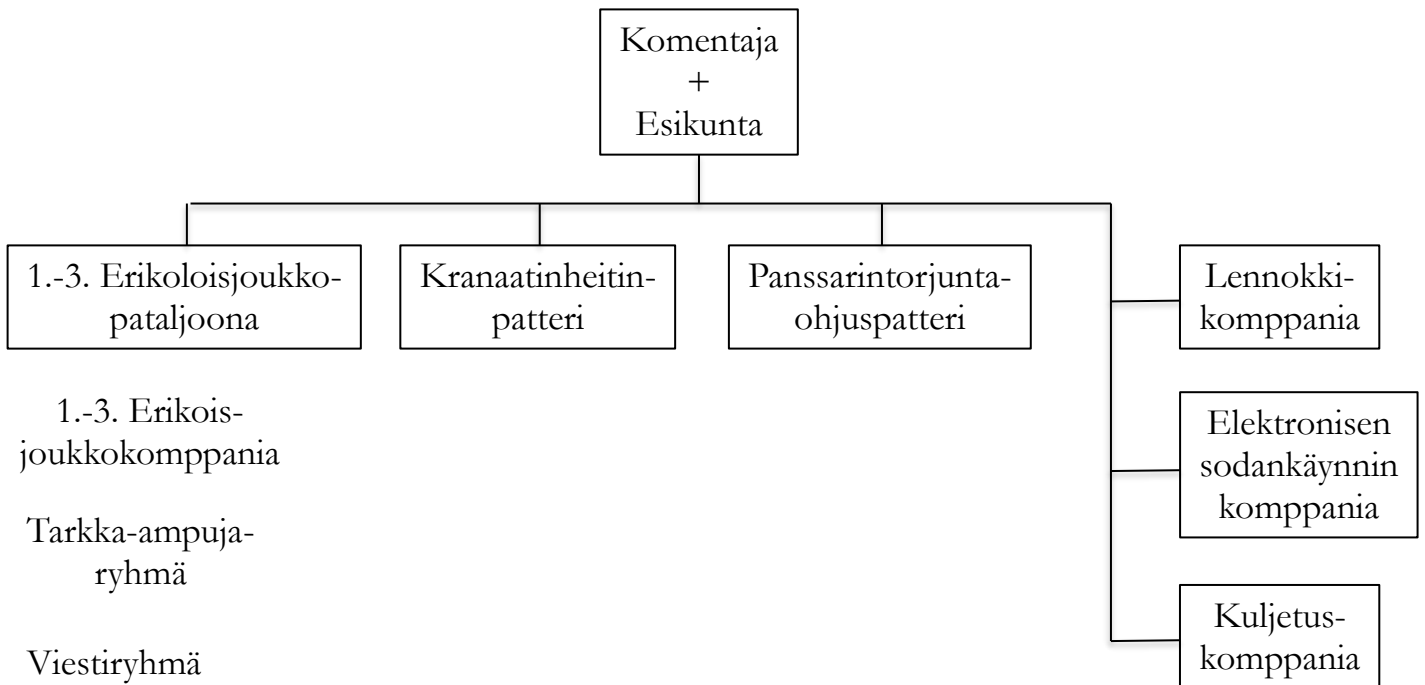 Komentaja
+
Esikunta
1.-3. Erikoloisjoukko-
pataljoona
Kranaatinheitin-
patteri
Panssarintorjunta-
ohjuspatteri
Lennokki-
komppania
1.-3. Erikois-
joukkokomppania
Elektronisen
sodankäynnin
komppania
Tarkka-ampuja-
ryhmä
Viestiryhmä
Kuljetus-
komppania